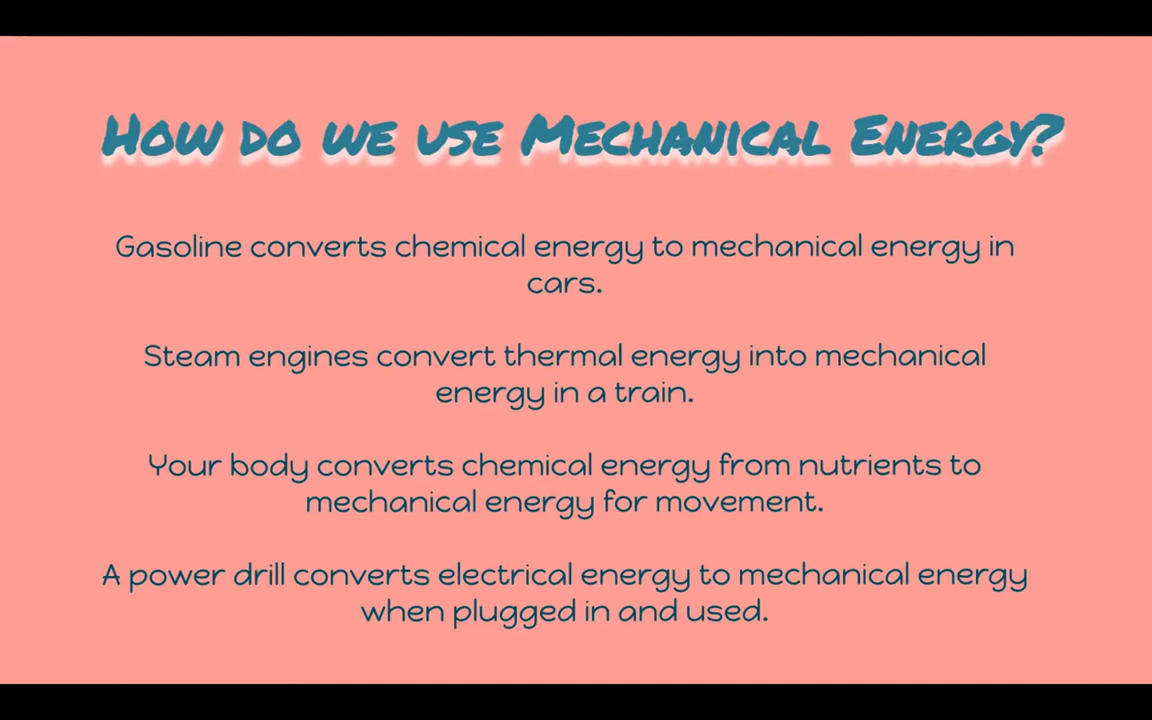 How do we use Mechanical Energy?
Gasoline converts chemical energy to mechanical energy in
cars.
Steam engines convert thermal energy into mechanical
energy in a train.
Your body converts chemical energy from nutrients to
mechanical energy for movement.
A power drill converts electrical energy to mechanical energy
when plugged in and used.